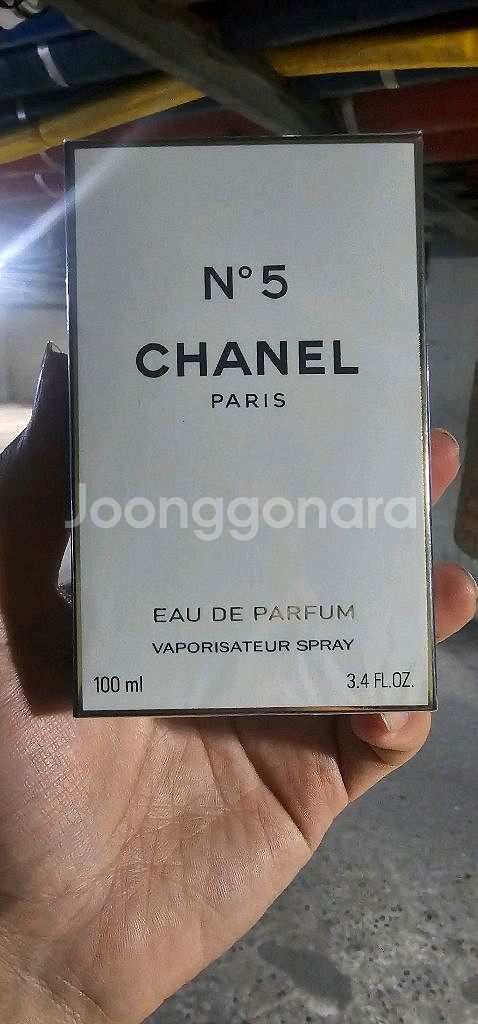 N°5
CHANEL
PARIS
Joonggonara
EAU DE PARFUM
VAPORISATEUR SPRAY
100 ml
3.4 FL.OZ.